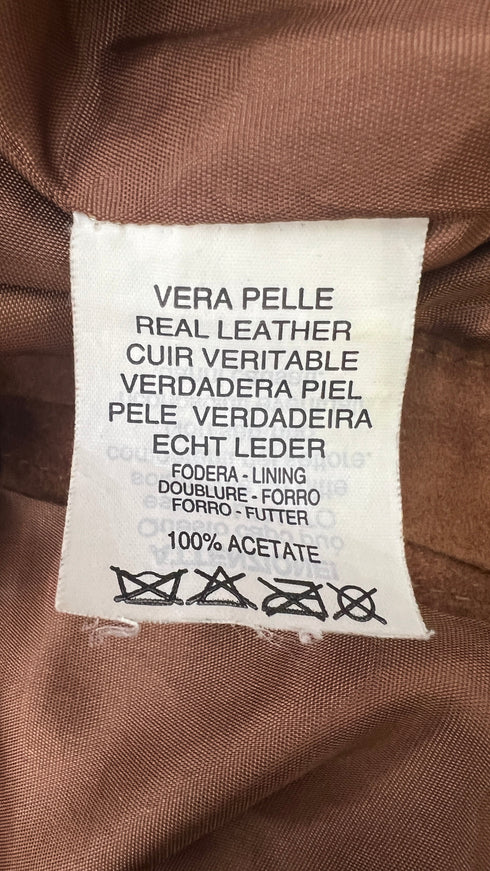 VERA PELLE
REAL LEATHER
CUIR VERITABLE
VERDADERA PIEL
PELE VERDADEIRA
ECHT LEDER
FODERA - LINING
DOUBLURE - FORRO
FORRO - FUTTER
100% ACETATE